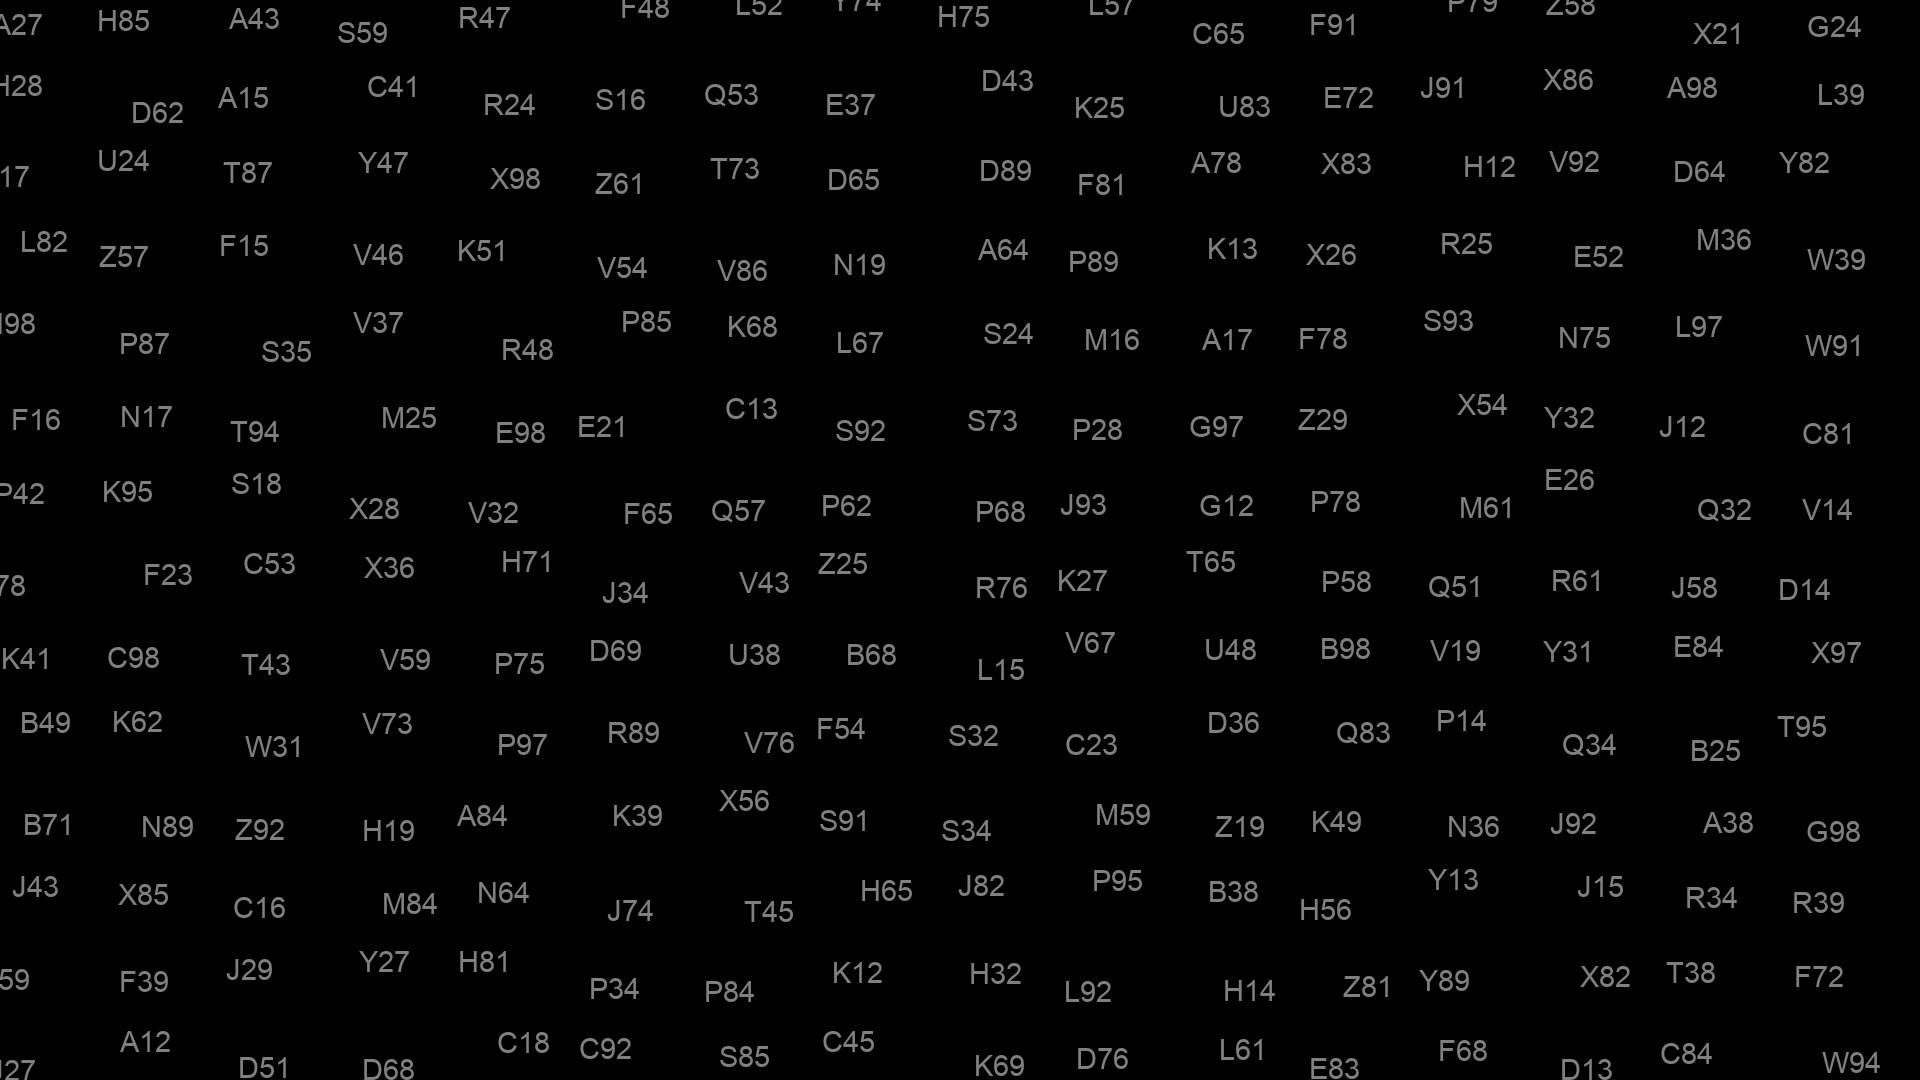 A27 H85 A43 S59 R47 F48 L52 Y74 H75 L57 C65 F91 P79 Z58 X21 G24
H28 D62 A15 C41 R24 S16 Q53 E37 D43 K25 U83 E72 J91 X86 A98 L39
17 U24 T87 Y47 X98 Z61 T73 D65 D89 F81 A78 X83 H12 V92 D64 Y82
L82 Z57 F15 V46 K51 V54 V86 N19 A64 P89 K13 X26 R25 E52 M36 W39
98 P87 S35 V37 R48 P85 K68 L67 S24 M16 A17 F78 S93 N75 L97 W91
F16 N17 T94 M25 E98 E21 C13 S92 S73 P28 G97 Z29 X54 Y32 J12 C81
P42 K95 S18 X28 V32 F65 Q57 P62 P68 J93 G12 P78 M61 E26 Q32 V14
78 F23 C53 X36 H71 J34 V43 Z25 R76 K27 T65 P58 Q51 R61 J58 D14
K41 C98 T43 V59 P75 D69 U38 B68 L15 V67 U48 B98 V19 Y31 E84 X97
B49 K62 W31 V73 P97 R89 V76 F54 S32 C23 D36 Q83 P14 Q34 B25 T95
B71 N89 Z92 H19 A84 K39 X56 S91 S34 M59 Z19 K49 N36 J92 A38 G98
J43 X85 C16 M84 N64 J74 T45 H65 J82 P95 B38 H56 Y13 J15 R34 R39
59 F39 J29 Y27 H81 P34 P84 K12 H32 L92 H14 Z81 Y89 X82 T38 F72
27 A12 D51 D68 C18 C92 S85 C45 K69 D76 L61 E83 F68 D13 C84 W94